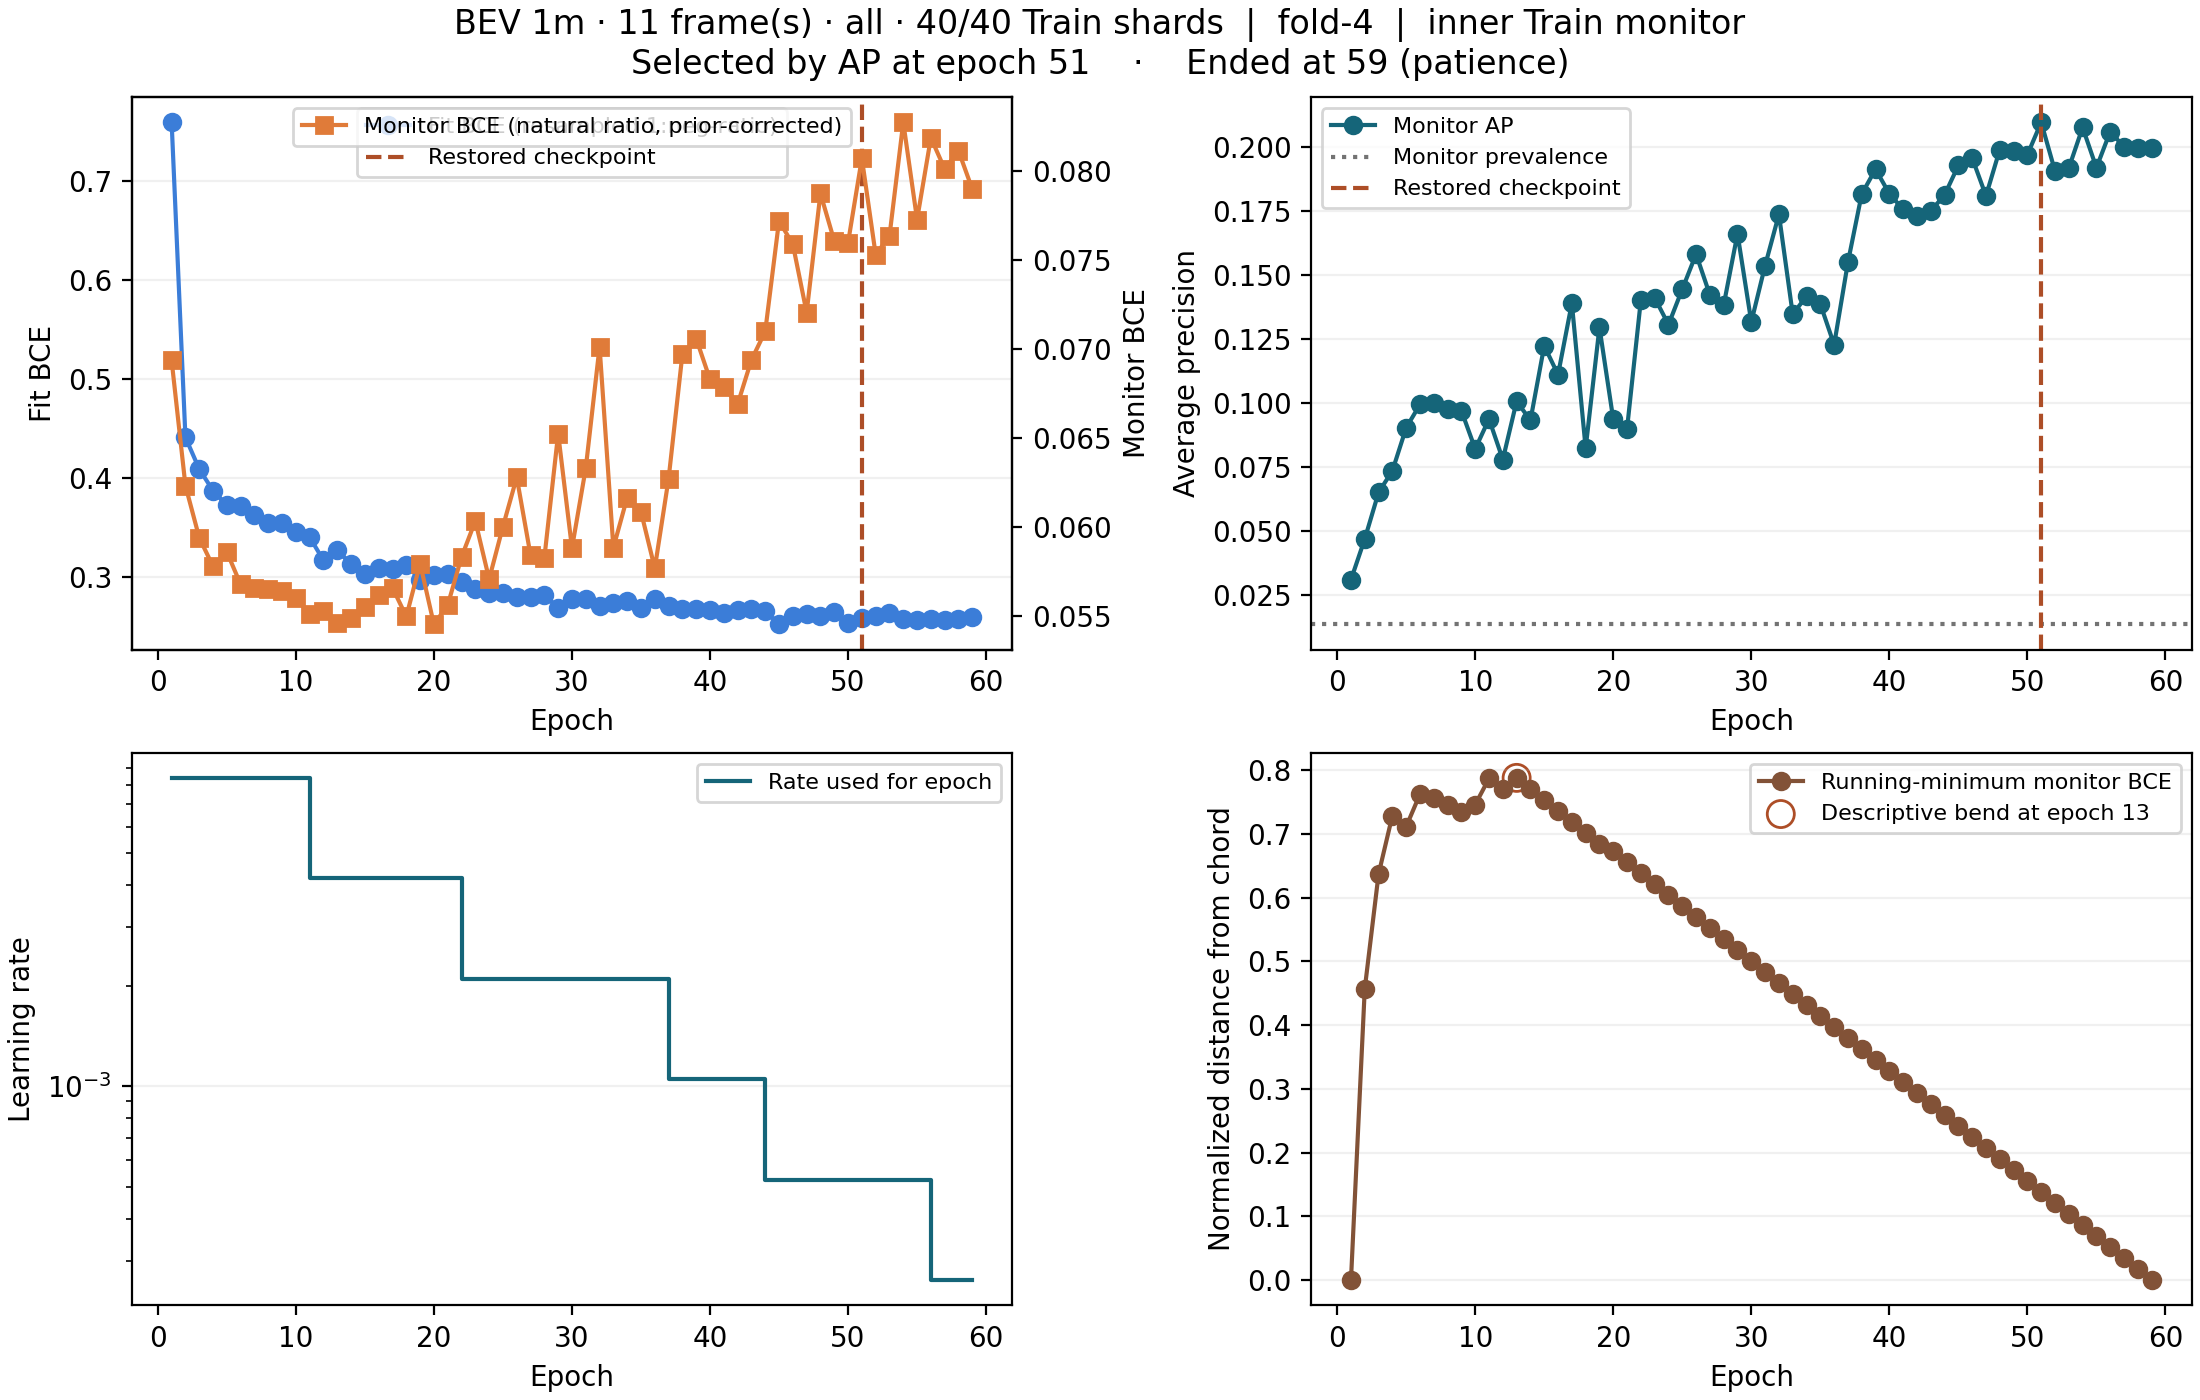 BEV 1m · 11 frame(s) · all · 40/40 Train shards | fold-4 | inner Train monitor
Selected by AP at epoch 51 · Ended at 59 (patience)
Monitor BCE (natural ratio, prior-corrected)
Restored checkpoint
0.7
0.6
0.5
0.4
0.3
Fit BCE
0.080
0.075
0.070
0.065
0.060
0.055
Monitor BCE
0 10 20 30 40 50 60
Epoch
Monitor AP
Monitor prevalence
Restored checkpoint
0.200
0.175
0.150
0.125
0.100
0.075
0.050
0.025
Average precision
0 10 20 30 40 50 60
Epoch
Rate used for epoch
10⁻³
Learning rate
0 10 20 30 40 50 60
Epoch
Running-minimum monitor BCE
Descriptive bend at epoch 13
0.8
0.7
0.6
0.5
0.4
0.3
0.2
0.1
0.0
Normalized distance from chord
0 10 20 30 40 50 60
Epoch